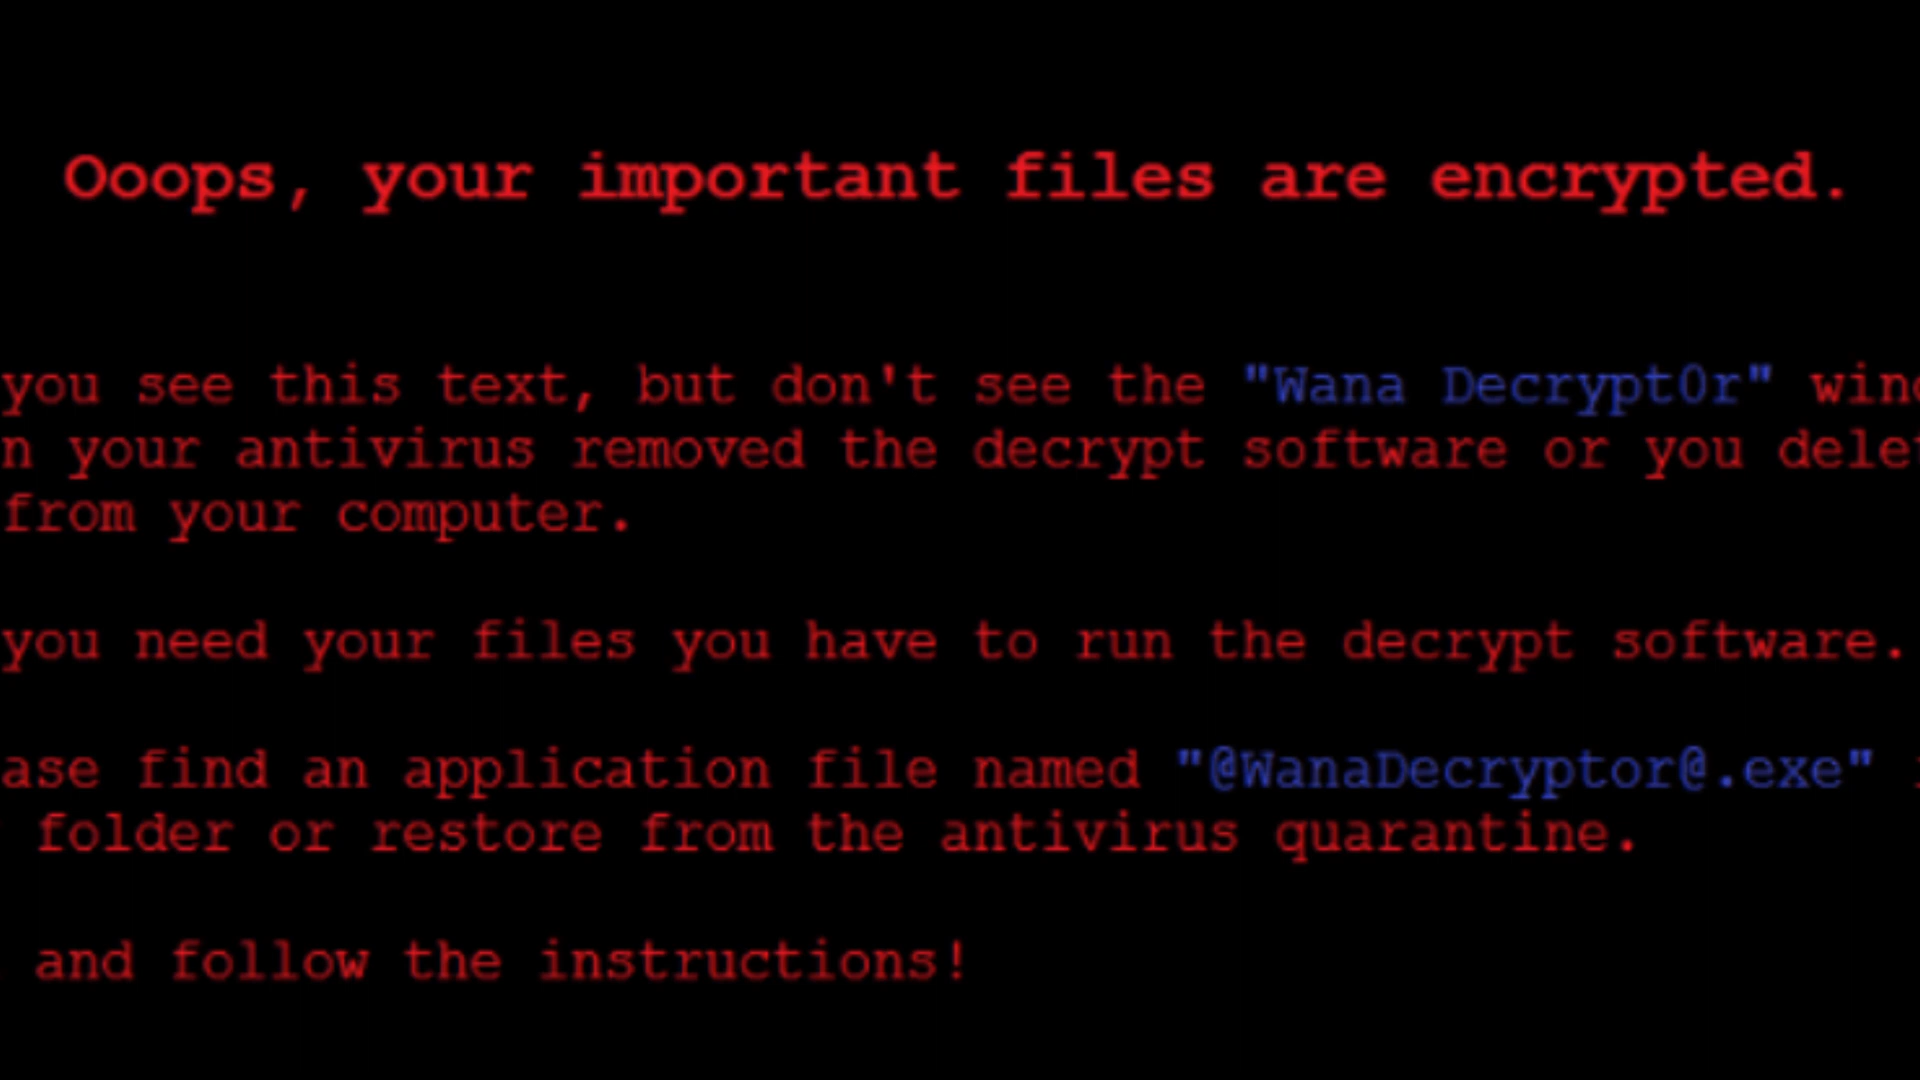 Ooops, your important files are encrypted.
you see this text, but don't see the "Wana Decrypt0r"
your antivirus removed the decrypt software or you
from your computer.
you need your files you have to run the decrypt software.
find an application file named "@WanaDecryptor@.exe"
folder or restore from the antivirus quarantine.
and follow the instructions!